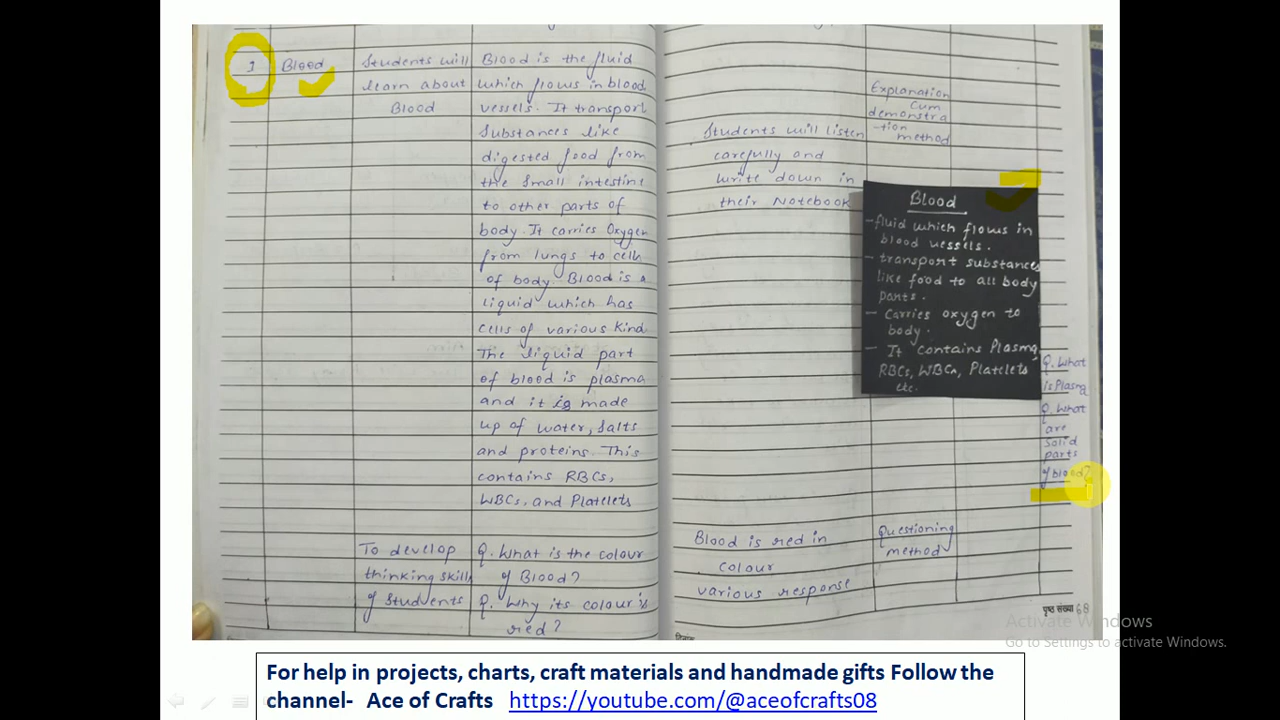 1
Blood
Students will
learn about
Blood
Blood is the fluid
which flows in blood
vessels. It transport
Substances like
digested food from
the small intestine
to other parts of
body. It carries Oxygen
from lungs to cells
of body. Blood is a
liquid which has
cells of various kind
The liquid part
of blood is plasma
and it is made
up of water, salts
and proteins. This
contains RBCs,
WBCs, and Platelets
To develop
thinking skill
of students
Q. What is the colour
of Blood?
Q. Why its colour is
red?
Students will listen
carefully and
write down in
their Notebook
Explanation
cum
demonstra
-tion method
Blood
- fluid which flows in
blood vessels.
- transport substances
like food to all body
parts.
- Carries oxygen to
body.
- It contains Plasma,
RBCs, WBCs, Platelets
etc.
Q. What
is Plasma
Q. What
are
Solid
parts
of blood?
Blood is red in
colour
various response
Questioning
method
पृष्ठ संख्या 68
Activate Windows
Go to Settings to activate Windows.
For help in projects, charts, craft materials and handmade gifts Follow the
channel- Ace of Crafts https://youtube.com/@aceofcrafts08